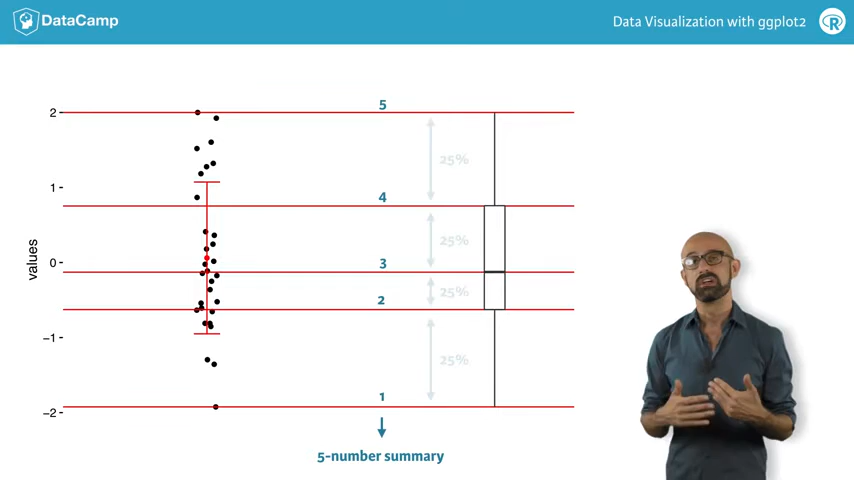 DataCamp
Data Visualization with ggplot2
R
5
2
25%
1
4
25%
values
0
3
25%
2
−1
25%
1
−2
5-number summary